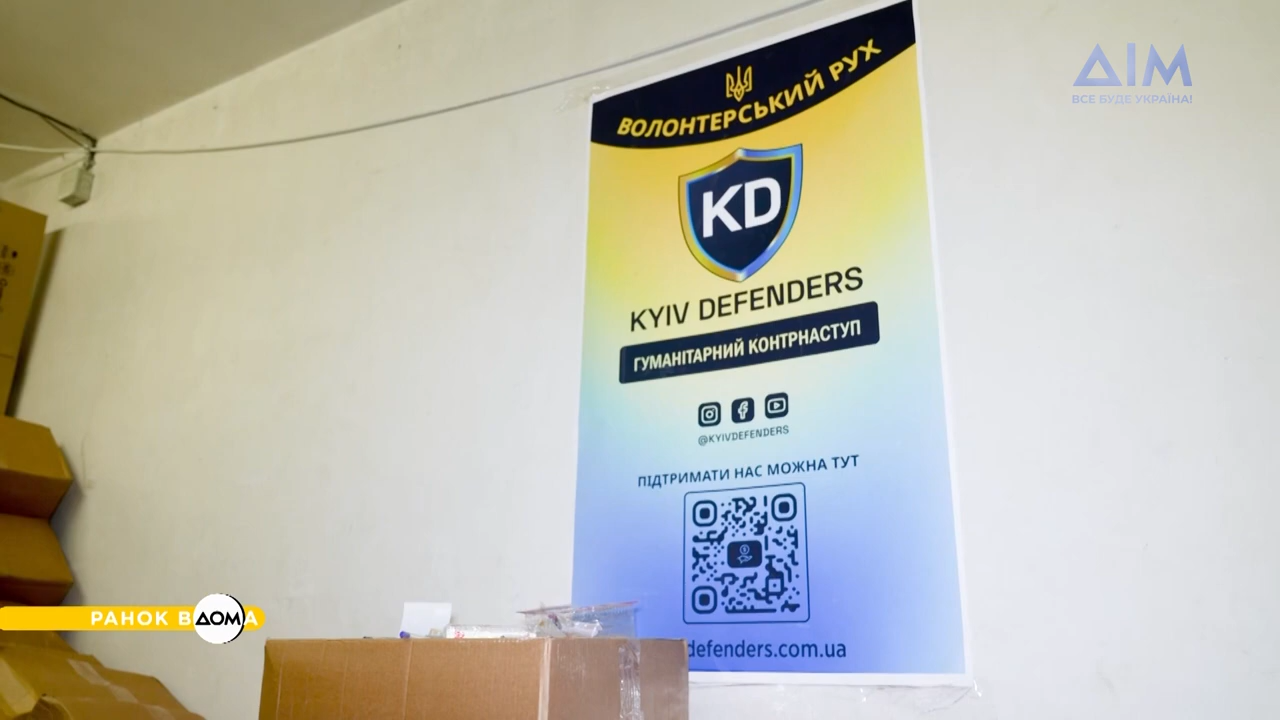 ДІМ
ВСЕ БУДЕ УКРАЇНА!
ВОЛОНТЕРСЬКИЙ РУХ
KD
KYIV DEFENDERS
ГУМАНІТАРНИЙ КОНТРНАСТУП
@KYIVDEFENDERS
ПІДТРИМАТИ НАС МОЖНА ТУТ
defenders.com.ua
РАНОК В ДОМА